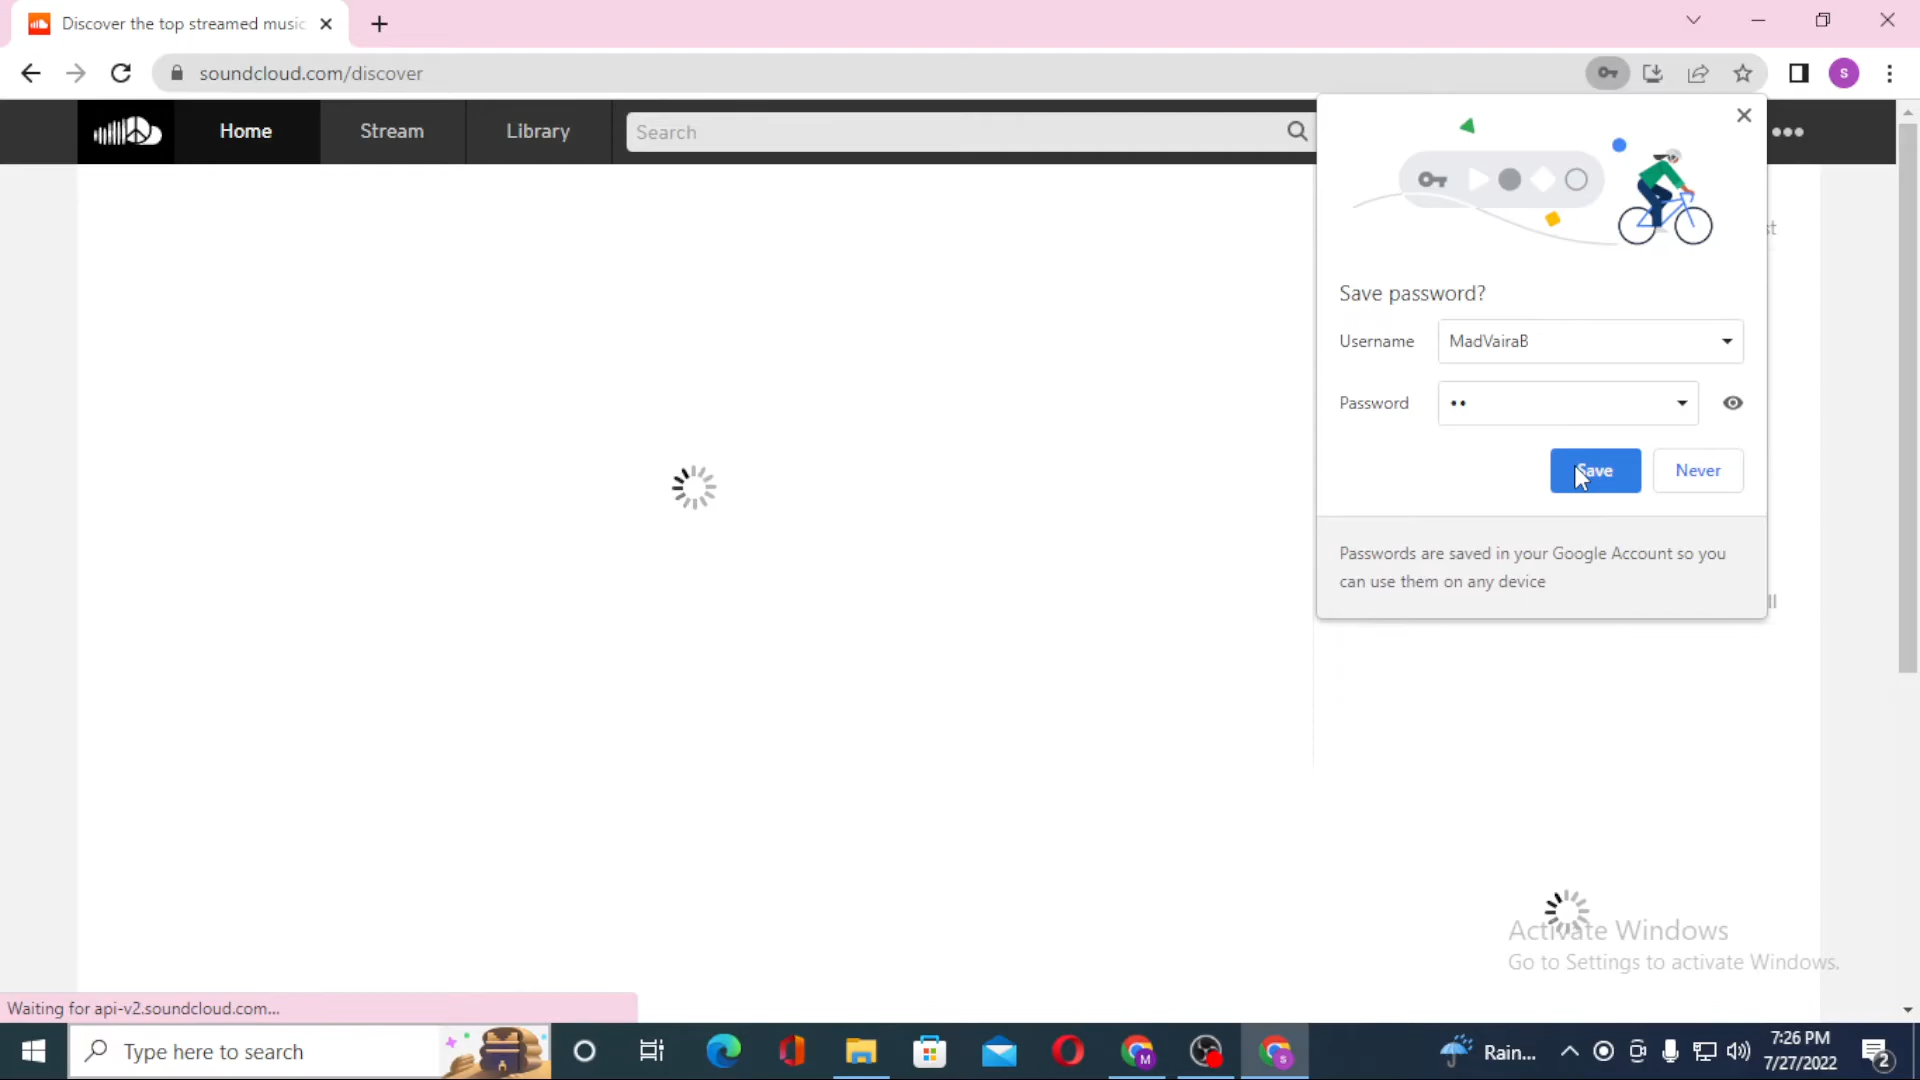 Discover the top streamed music
soundcloud.com/discover
S
Home
Stream
Library
Search
st
Save password?
Username
MadVairaB
Password
Save
Never
Passwords are saved in your Google Account so you
can use them on any device
ll
Activate Windows
Go to Settings to activate Windows.
Waiting for api-v2.soundcloud.com...
Type here to search
M
S
Rain...
7:26 PM
7/27/2022
2